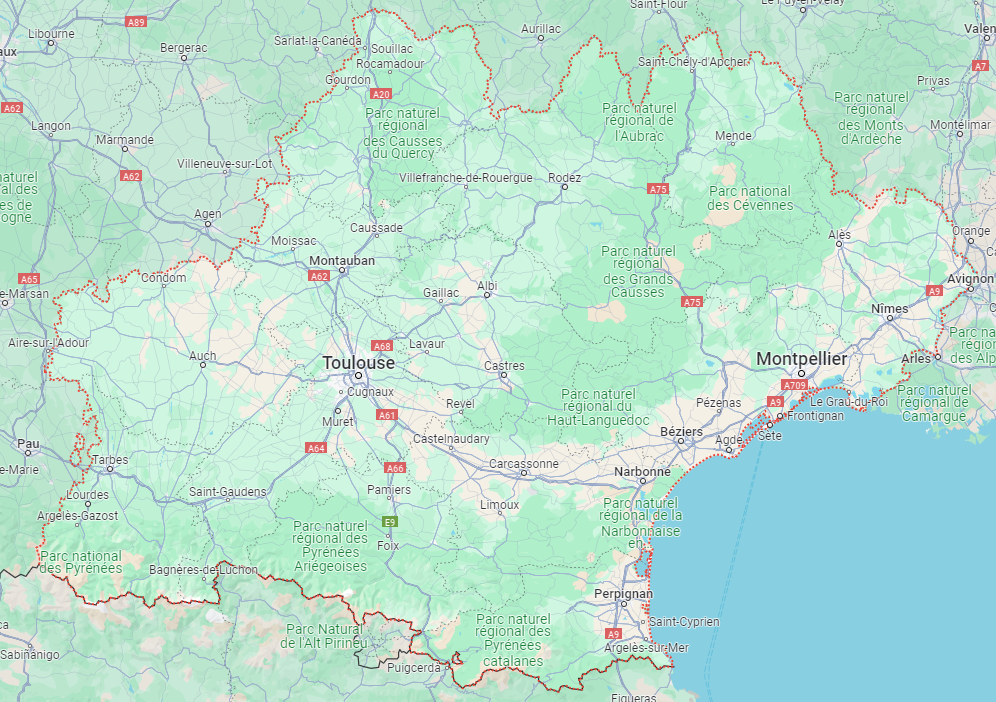 Saint-Flour
Le Puy-en-Velay
A89
Libourne
Aurillac
Valen
Bergerac
Sarlat-la-Canéda
Souillac
Rocamadour
Saint-Chély-d'Apcher
A7
Gourdon
Privas
A20
A62
Parc naturel
régional
des Causses
du Quercy
Parc naturel
régional de
l'Aubrac
Parc naturel
régional
des Monts
d'Ardèche
Langon
Marmande
Mende
Montélimar
Villeneuve-sur-Lot
A62
Villefranche-de-Rouergue
Rodez
A75
Parc national
des Cévennes
Agen
Caussade
Alès
Orange
Moissac
Montauban
Parc naturel
régional
des Grands
Causses
A62
A65
Condom
Gaillac
Albi
A9
Avignon
A75
Nîmes
Aire-sur-l'Adour
Auch
A68
Lavaur
Toulouse
Castres
Montpellier
Arles
A709
Cugnaux
Parc naturel
régional du
Haut-Languedoc
Parc naturel
régional de
Camargue
A61
Revel
Pézenas
A9
Le Grau-du-Roi
Frontignan
Muret
Béziers
Agde
Sète
Pau
Castelnaudary
A64
Tarbes
A66
Carcassonne
Narbonne
Lourdes
Saint-Gaudens
Pamiers
Limoux
Argelès-Gazost
Parc naturel
régional de la
Narbonnaise
en
E9
Parc naturel
régional des
Pyrénées
Ariégeoises
Foix
Parc national
des Pyrénées
Bagnères-de-Luchon
Perpignan
Parc naturel
régional des
Pyrénées
catalanes
Saint-Cyprien
A9
Parc Natural
de l'Alt Pirineu
Argelès-sur-Mer
Puigcerdà
Sabiñánigo
Figueras